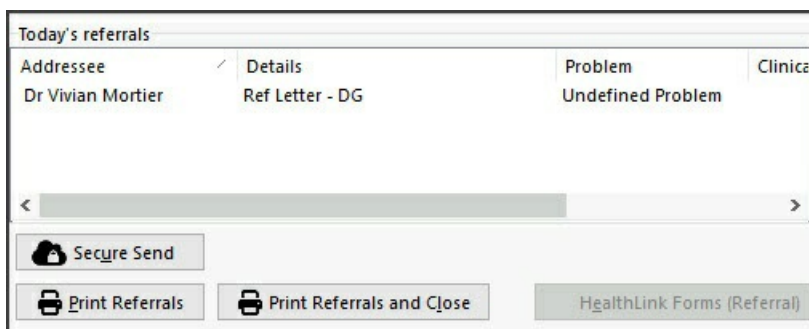 Today's referrals
Addressee Details Problem Clinica
Dr Vivian Mortier Ref Letter - DG Undefined Problem
Secure Send
Print Referrals Print Referrals and Close HealthLink Forms (Referral)